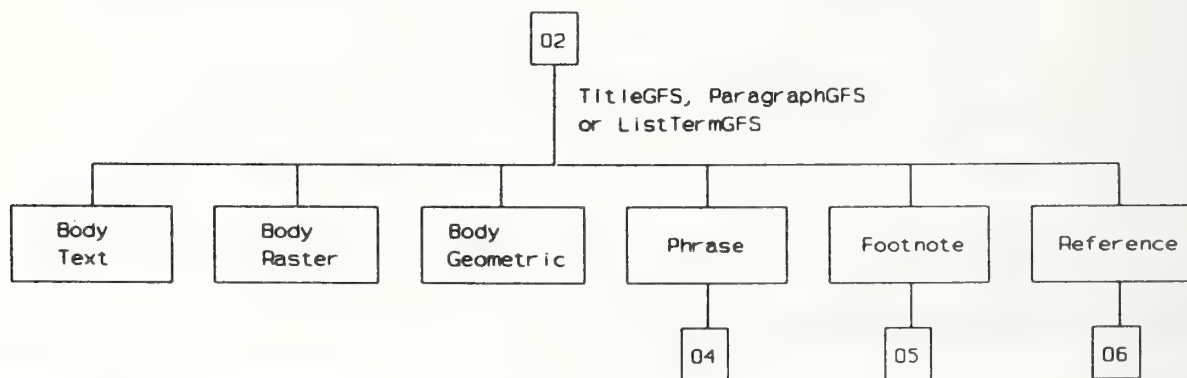 02
TitleGFS, ParagraphGFS
or ListTermGFS
Body
Text
Body
Raster
Body
Geometric
Phrase
Footnote
Reference
04
05
06